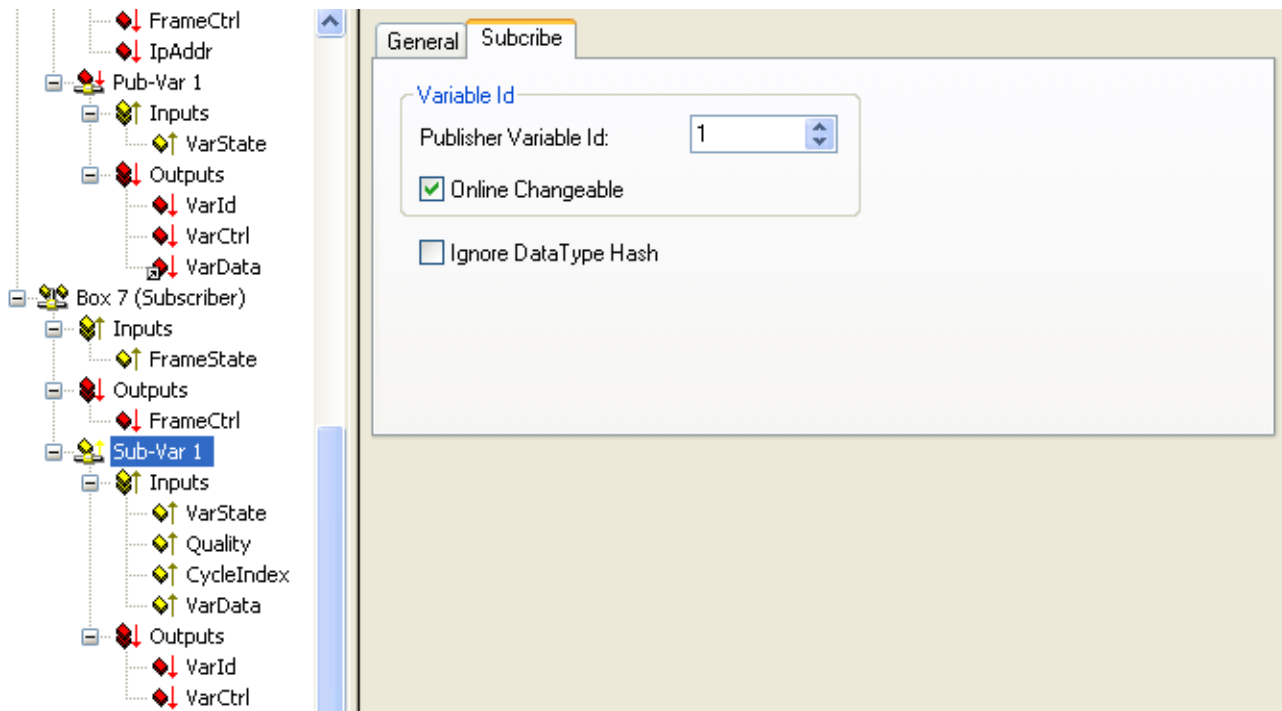 FrameCtrl
IpAddr
Pub-Var 1
Inputs
VarState
Outputs
VarId
VarCtrl
VarData
Box 7 (Subscriber)
Inputs
FrameState
Outputs
FrameCtrl
Sub-Var 1
Inputs
VarState
Quality
CycleIndex
VarData
Outputs
VarId
VarCtrl
General
Subcribe
Variable Id
Publisher Variable Id:
1
Online Changeable
Ignore DataType Hash